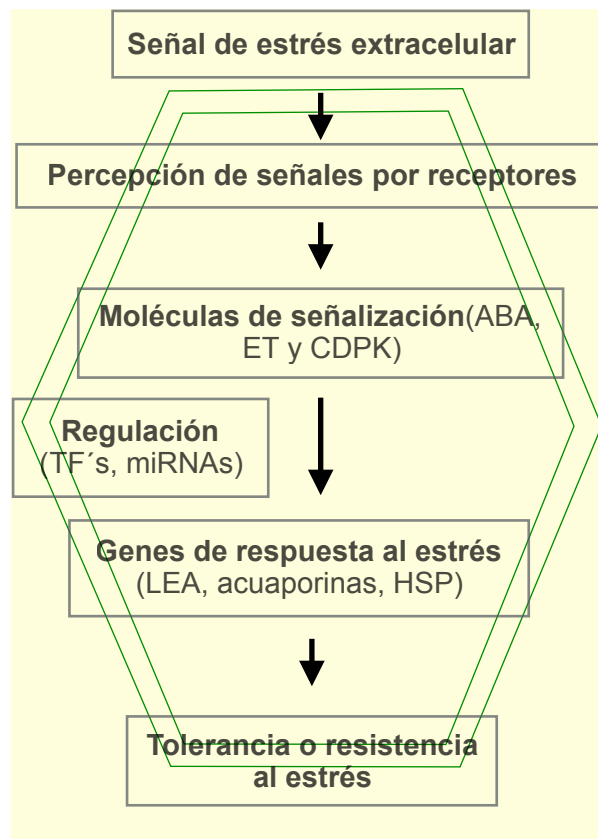 Señal de estrés extracelular
Percepción de señales por receptores
Moléculas de señalización(ABA,
ET y CDPK)
Regulación
(TF´s, miRNAs)
Genes de respuesta al estrés
(LEA, acuaporinas, HSP)
Tolerancia o resistencia
al estrés